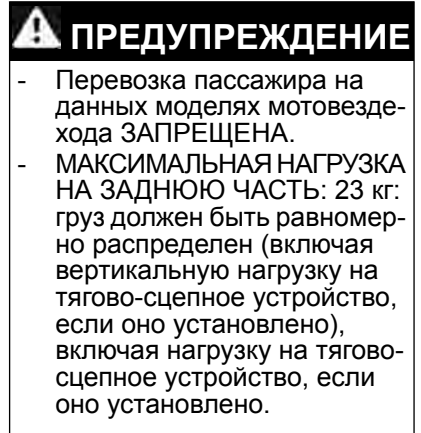 ПРЕДУПРЕЖДЕНИЕ
- Перевозка пассажира на
данных моделях мотовезде-
хода ЗАПРЕЩЕНА.
- МАКСИМАЛЬНАЯ НАГРУЗКА
НА ЗАДНЮЮ ЧАСТЬ: 23 кг:
груз должен быть равномер-
но распределен (включая
вертикальную нагрузку на
тягово-сцепное устройство,
если оно установлено),
включая нагрузку на тягово-
сцепное устройство, если
оно установлено.